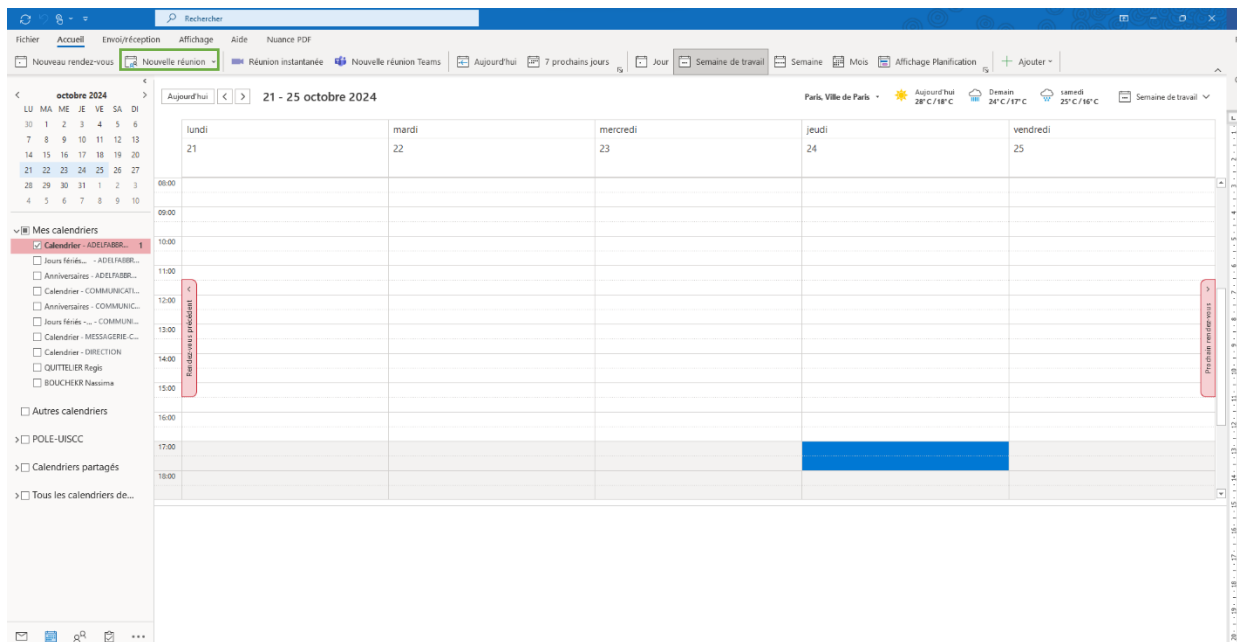 Rechercher
Fichier Accueil Envoi/réception Affichage Aide Nuance PDF
Nouveau rendez-vous Nouvelle réunion Réunion instantanée Nouvelle réunion Teams Aujourd'hui 7 prochains jours Jour Semaine de travail Semaine Mois Affichage Planification Ajouter
octobre 2024
LU MA ME JE VE SA DI
30 1 2 3 4 5 6
7 8 9 10 11 12 13
14 15 16 17 18 19 20
21 22 23 24 25 26 27
28 29 30 31 1 2 3
4 5 6 7 8 9 10
Mes calendriers
Calendrier - ADELFABBR... 1
Jours fériés... - ADELFABBR...
Anniversaires - ADELFABBR...
Calendrier - COMMUNICATI...
Anniversaires - COMMUNIC...
Jours fériés -... - COMMUNI...
Calendrier - MESSAGERIE-C...
Calendrier - DIRECTION
QUITTELIER Regis
BOUCHEKR Nassima
Autres calendriers
POLE-UISCC
Calendriers partagés
Tous les calendriers de...
Aujourd'hui 21 - 25 octobre 2024
Paris, Ville de Paris
Aujourd'hui
28° C / 18° C
Demain
24° C / 17° C
samedi
25° C / 16° C
Semaine de travail
lundi mardi mercredi jeudi vendredi
21 22 23 24 25
08:00
09:00
10:00
11:00
12:00
13:00
14:00
15:00
16:00
17:00
18:00
Rendez-vous précédent
Prochain rendez-vous